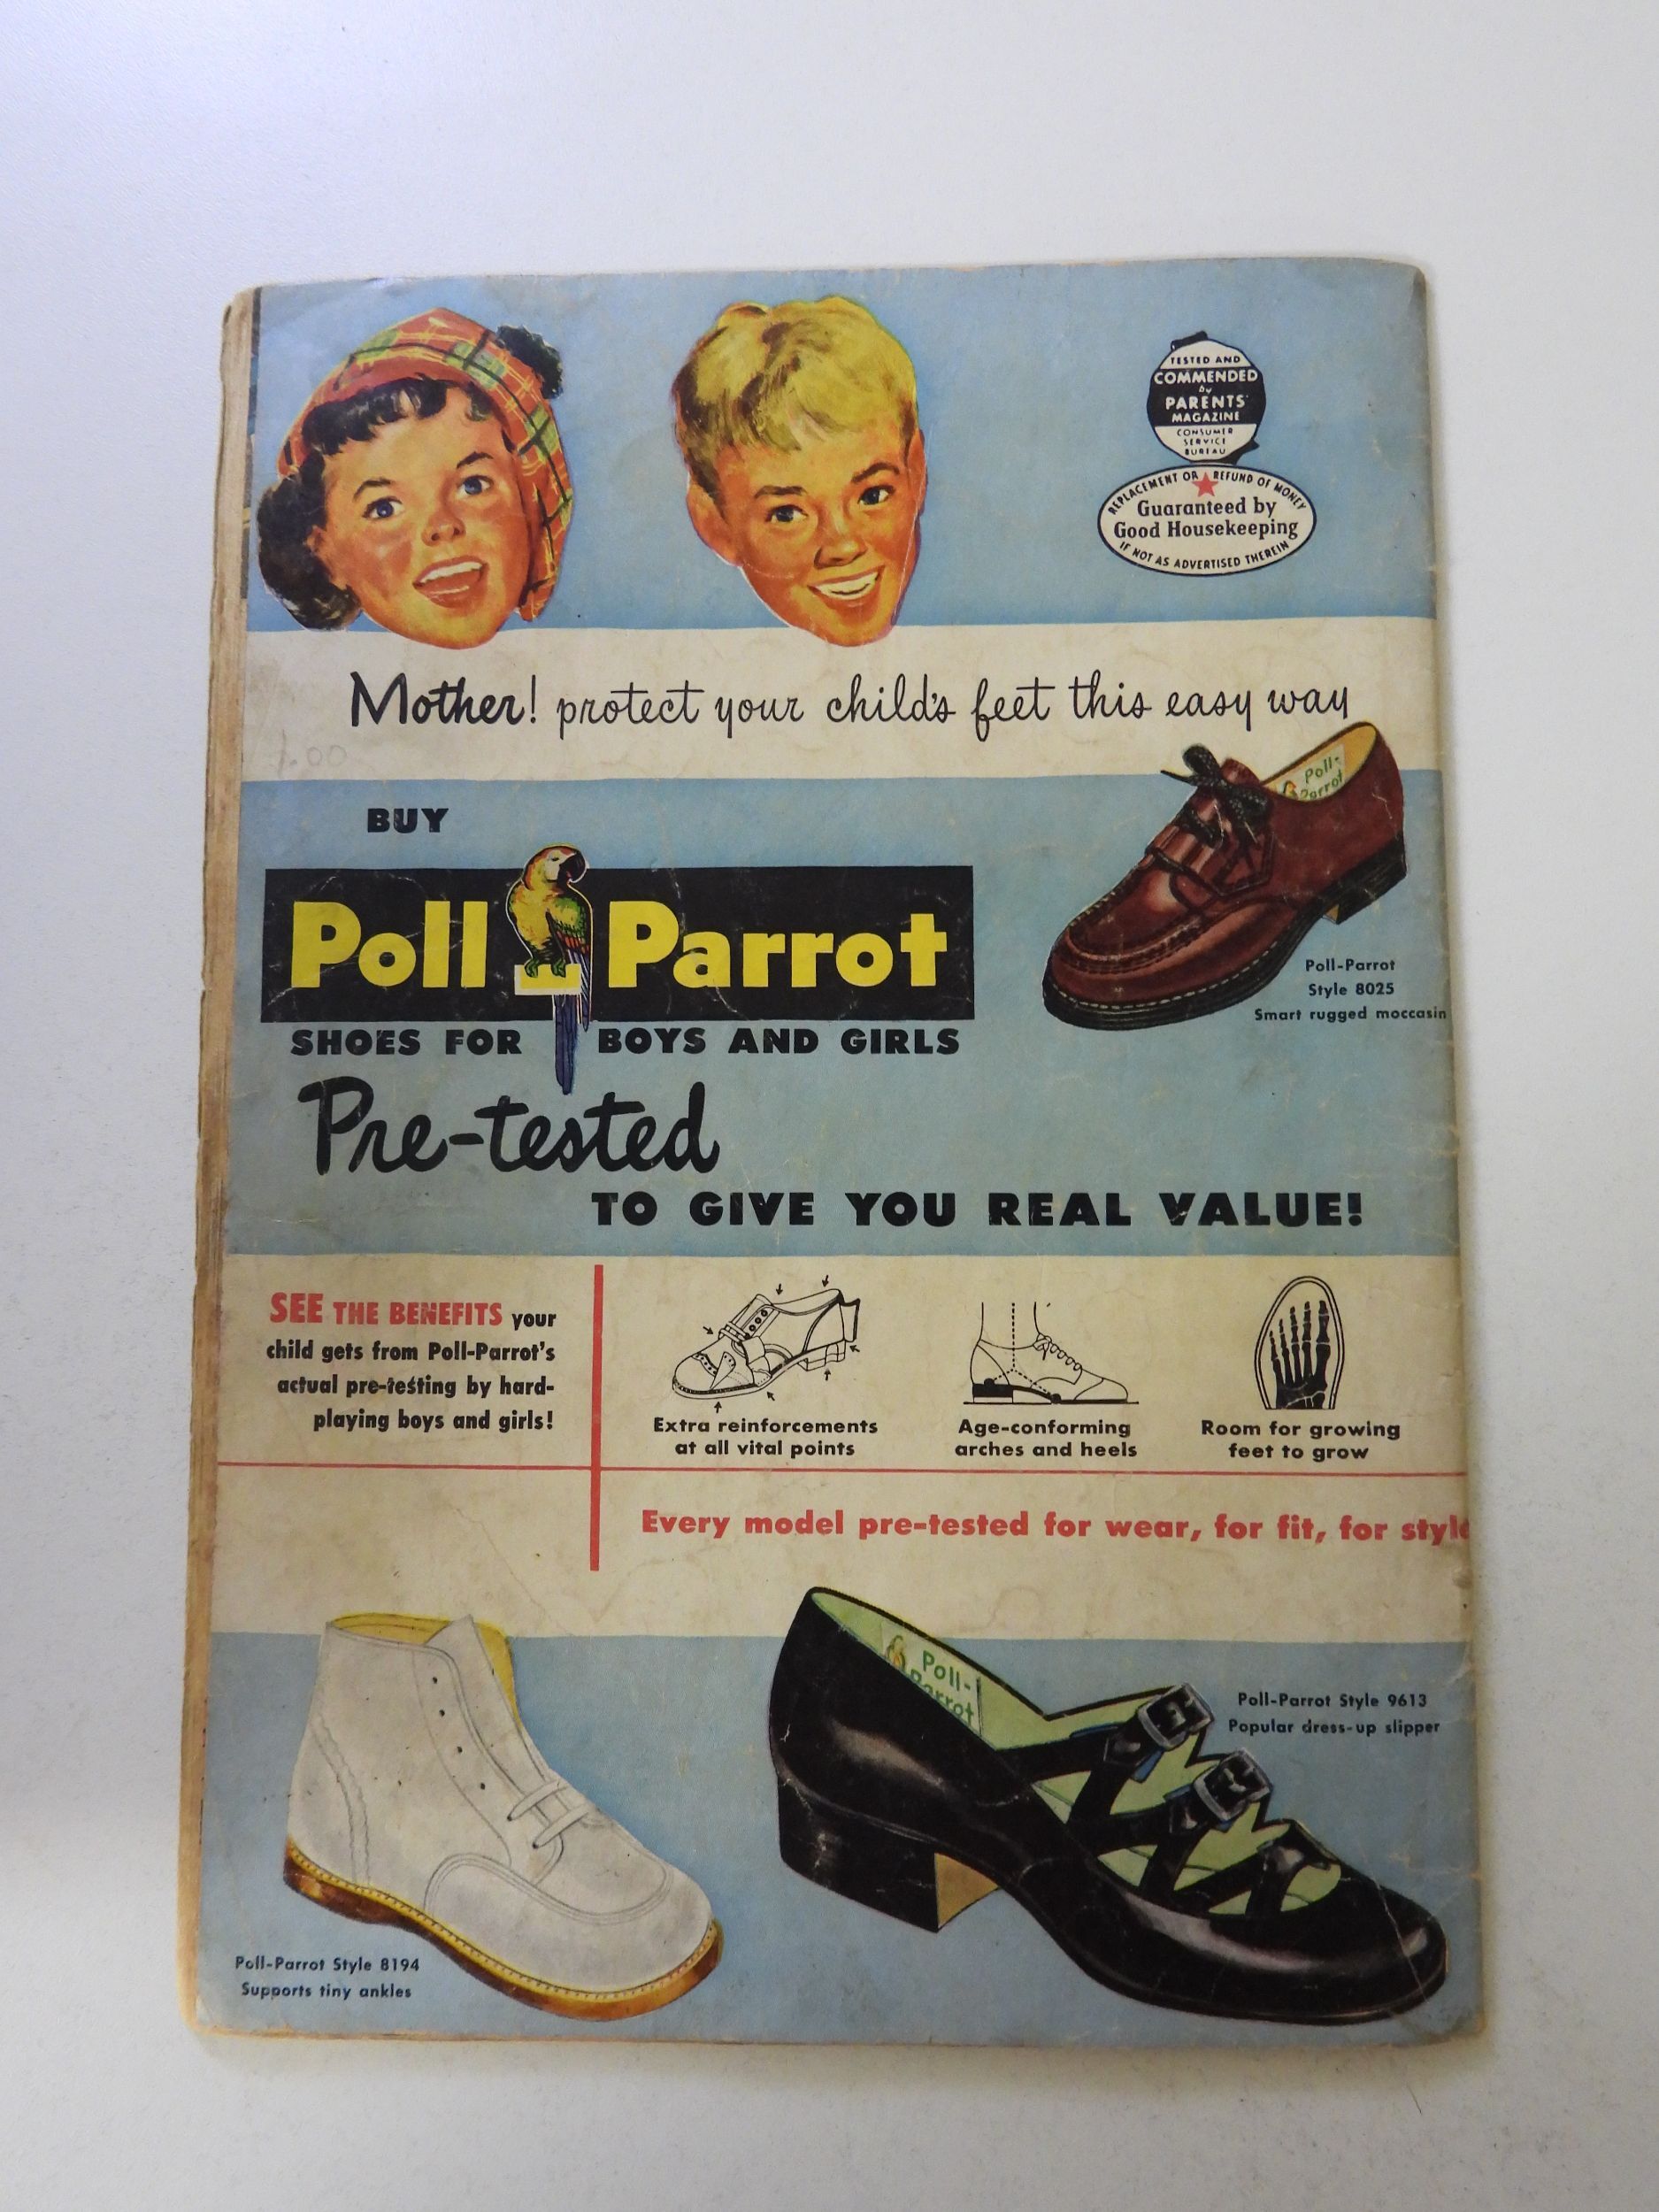 TESTED AND
COMMENDED
by
PARENTS'
MAGAZINE
CONSUMER
SERVICE
BUREAU
REPLACEMENT OR REFUND OF MONEY
Guaranteed by
Good Housekeeping
IF NOT AS ADVERTISED THEREIN
Mother! protect your child's feet this easy way
1.00
BUY
Poll Parrot
SHOES FOR BOYS AND GIRLS
Poll-
Parrot
Poll-Parrot
Style 8025
Smart rugged moccasin
Pre-tested
TO GIVE YOU REAL VALUE!
SEE THE BENEFITS your
child gets from Poll-Parrot's
actual pre-testing by hard-
playing boys and girls!
Extra reinforcements
at all vital points
Age-conforming
arches and heels
Room for growing
feet to grow
Every model pre-tested for wear, for fit, for style
Poll-
Parrot
Poll-Parrot Style 9613
Popular dress-up slipper
Poll-Parrot Style 8194
Supports tiny ankles